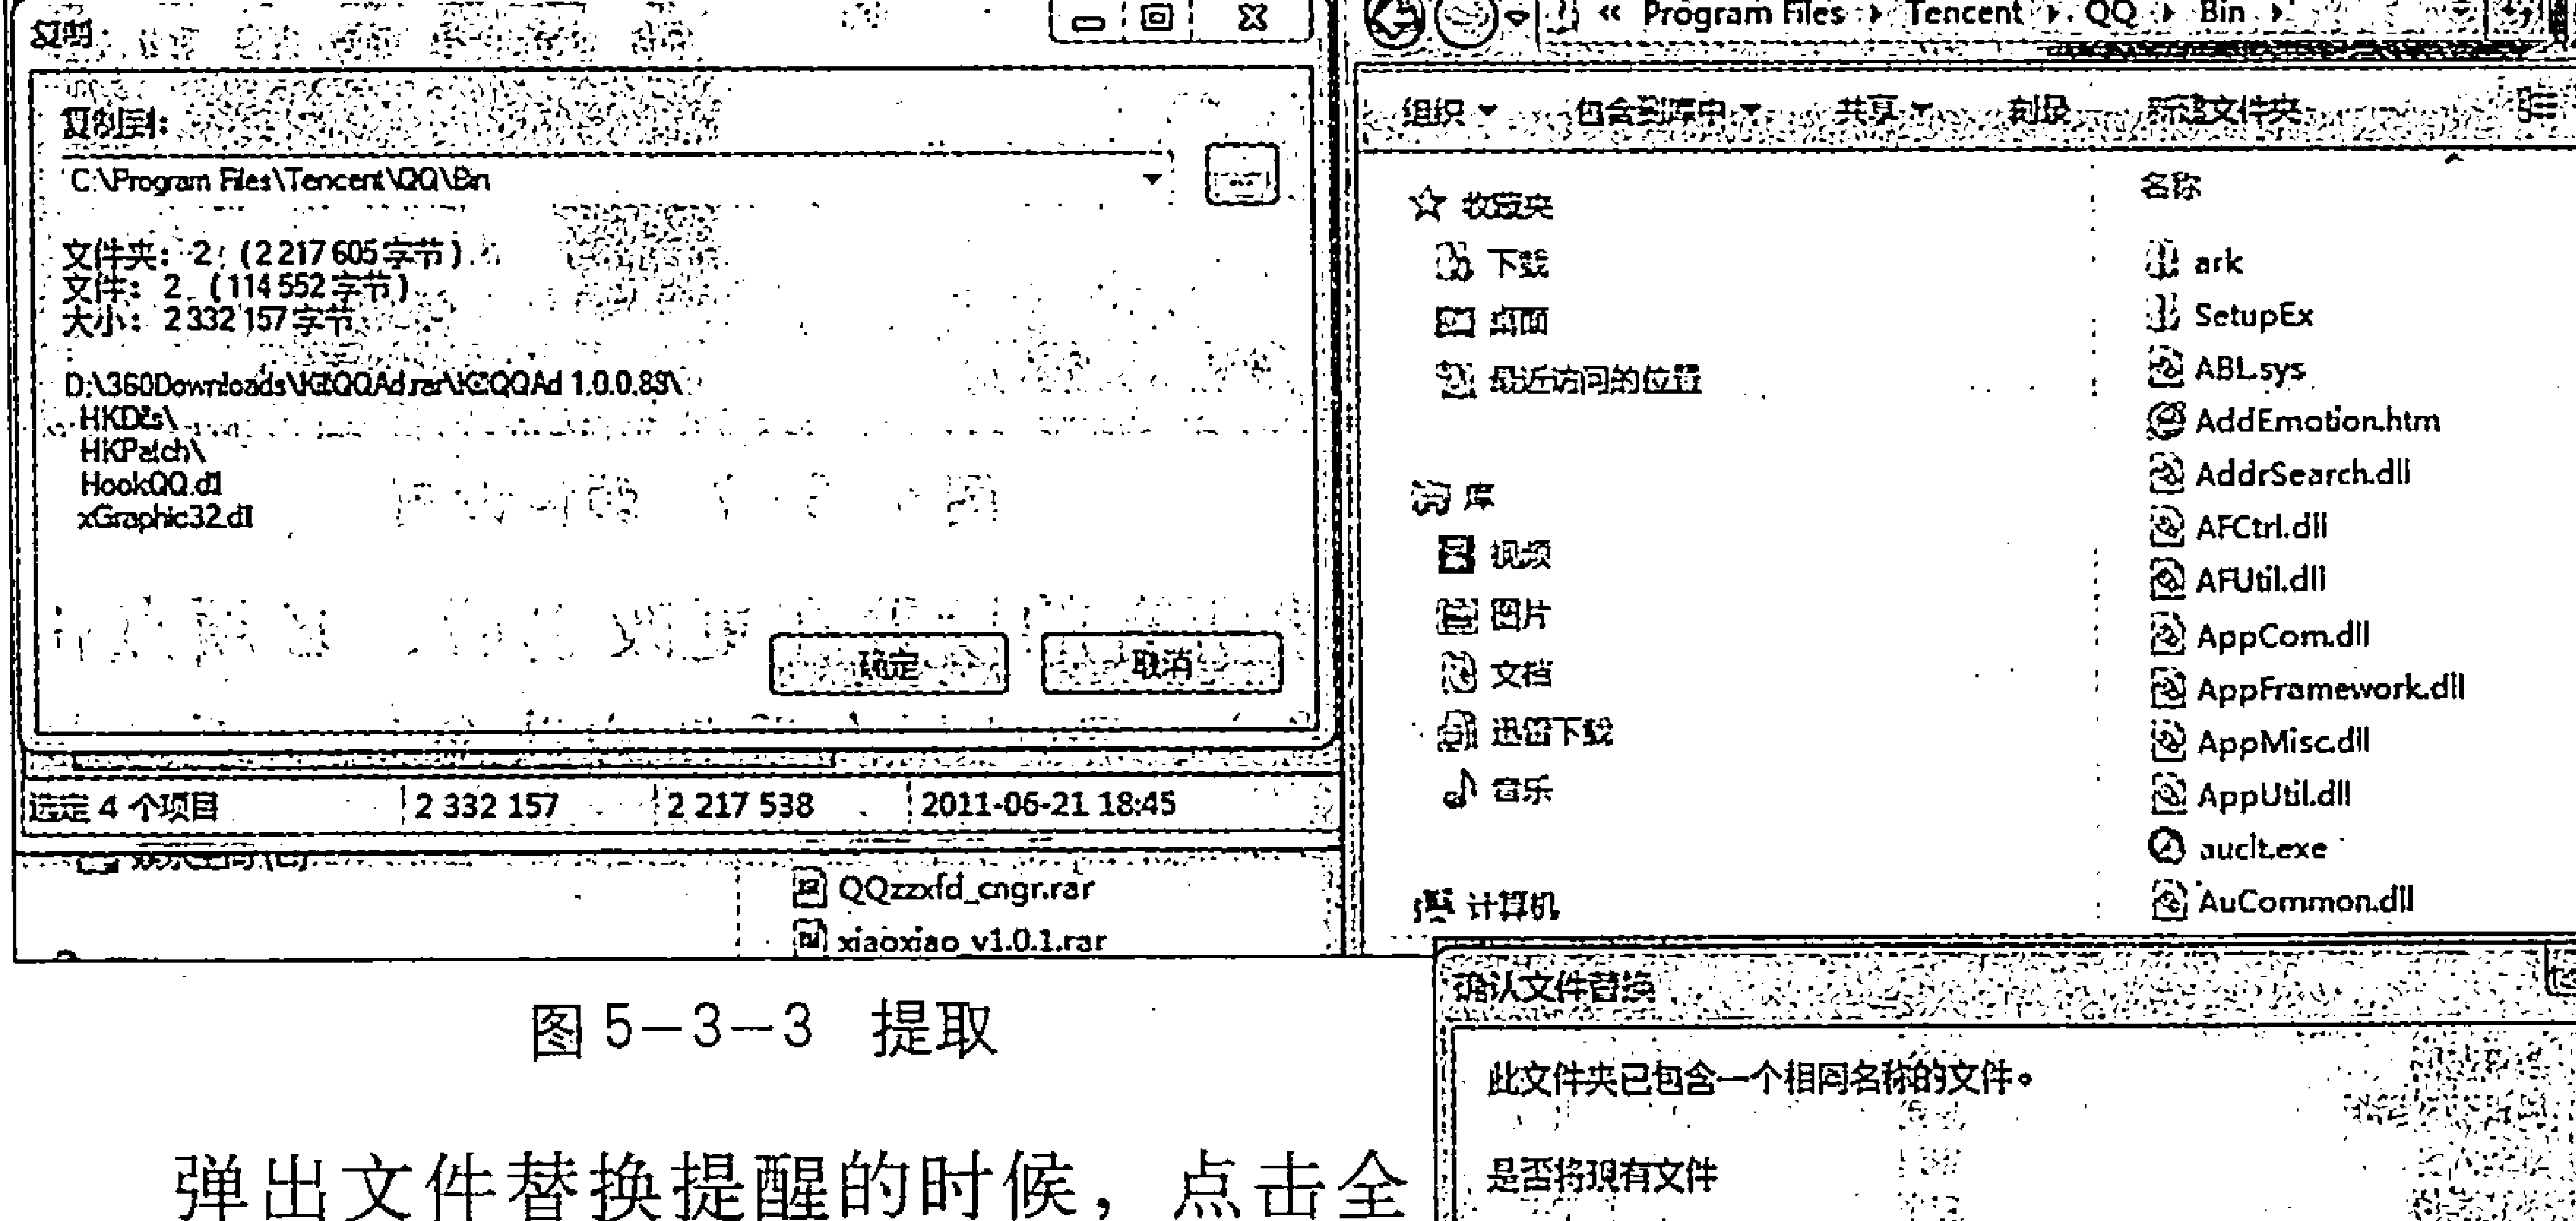 复制
复制到:
C:\Program Files\Tencent\QQ\Bin
文件夹: 2 (2 217 605 字节)
文件: 2 (114 552 字节)
大小: 2 332 157 字节
HKPatch\
HookQQ.dll
xGraphic32.dll
确定 取消
选定 4 个项目 2 332 157 2 217 538 2011-06-21 18:45
QQzzxfd_cngr.rar
xiaoxiao_v1.0.1.rar
« Program Files Tencent QQ Bin
组织 包含到库中 共享 刻录 新建文件夹
收藏夹
下载
桌面
最近访问的位置
库
视频
图片
文档
迅雷下载
音乐
计算机
名称
ark
SetupEx
ABL.sys
AddEmotion.htm
AddrSearch.dll
AFCtrl.dll
AFUtil.dll
AppCom.dll
AppFramework.dll
AppMisc.dll
AppUtil.dll
auclt.exe
AuCommon.dll
图 5-3-3 提取
弹出文件替换提醒的时候，点击全
确认文件替换
此文件夹已包含一个相同名称的文件。
是否将现有文件